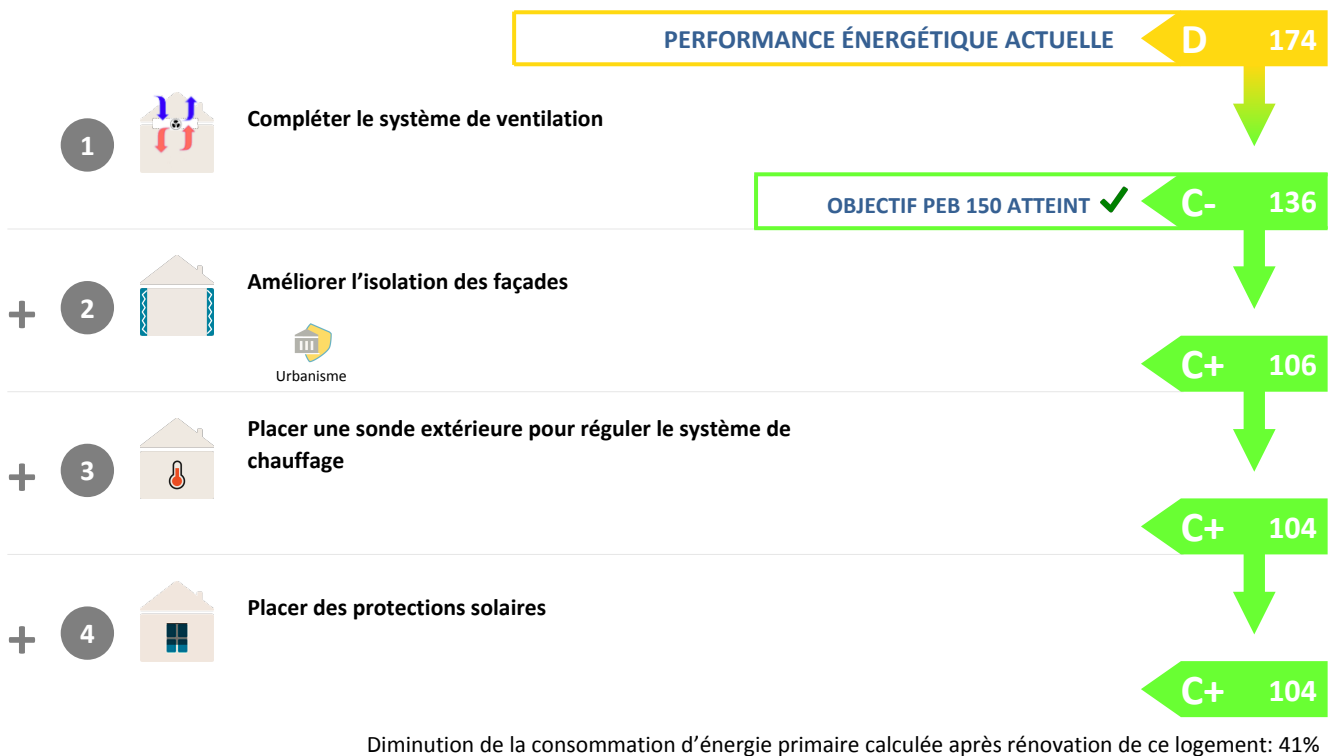 PERFORMANCE ÉNERGÉTIQUE ACTUELLE D 174
1 Compléter le système de ventilation
OBJECTIF PEB 150 ATTEINT ✔ C- 136
+ 2 Améliorer l'isolation des façades
Urbanisme
C+ 106
+ 3 Placer une sonde extérieure pour réguler le système de
chauffage
C+ 104
+ 4 Placer des protections solaires
C+ 104
Diminution de la consommation d'énergie primaire calculée après rénovation de ce logement: 41%